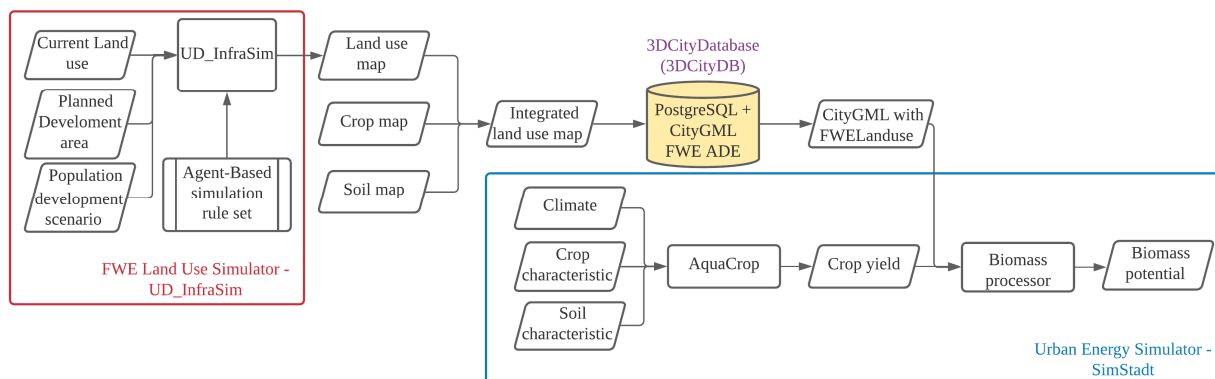 Current Land
use
Planned
Develoment
area
Population
development
scenario
UD_InfraSim
Agent-Based
simulation
rule set
FWE Land Use Simulator -
UD_InfraSim
Land use
map
Crop map
Soil map
Integrated
land use map
3DCityDatabase
(3DCityDB)
PostgreSQL +
CityGML
FWE ADE
CityGML with
FWELanduse
Climate
Crop
characteristic
Soil
characteristic
AquaCrop
Crop yield
Biomass
processor
Biomass
potential
Urban Energy Simulator -
SimStadt